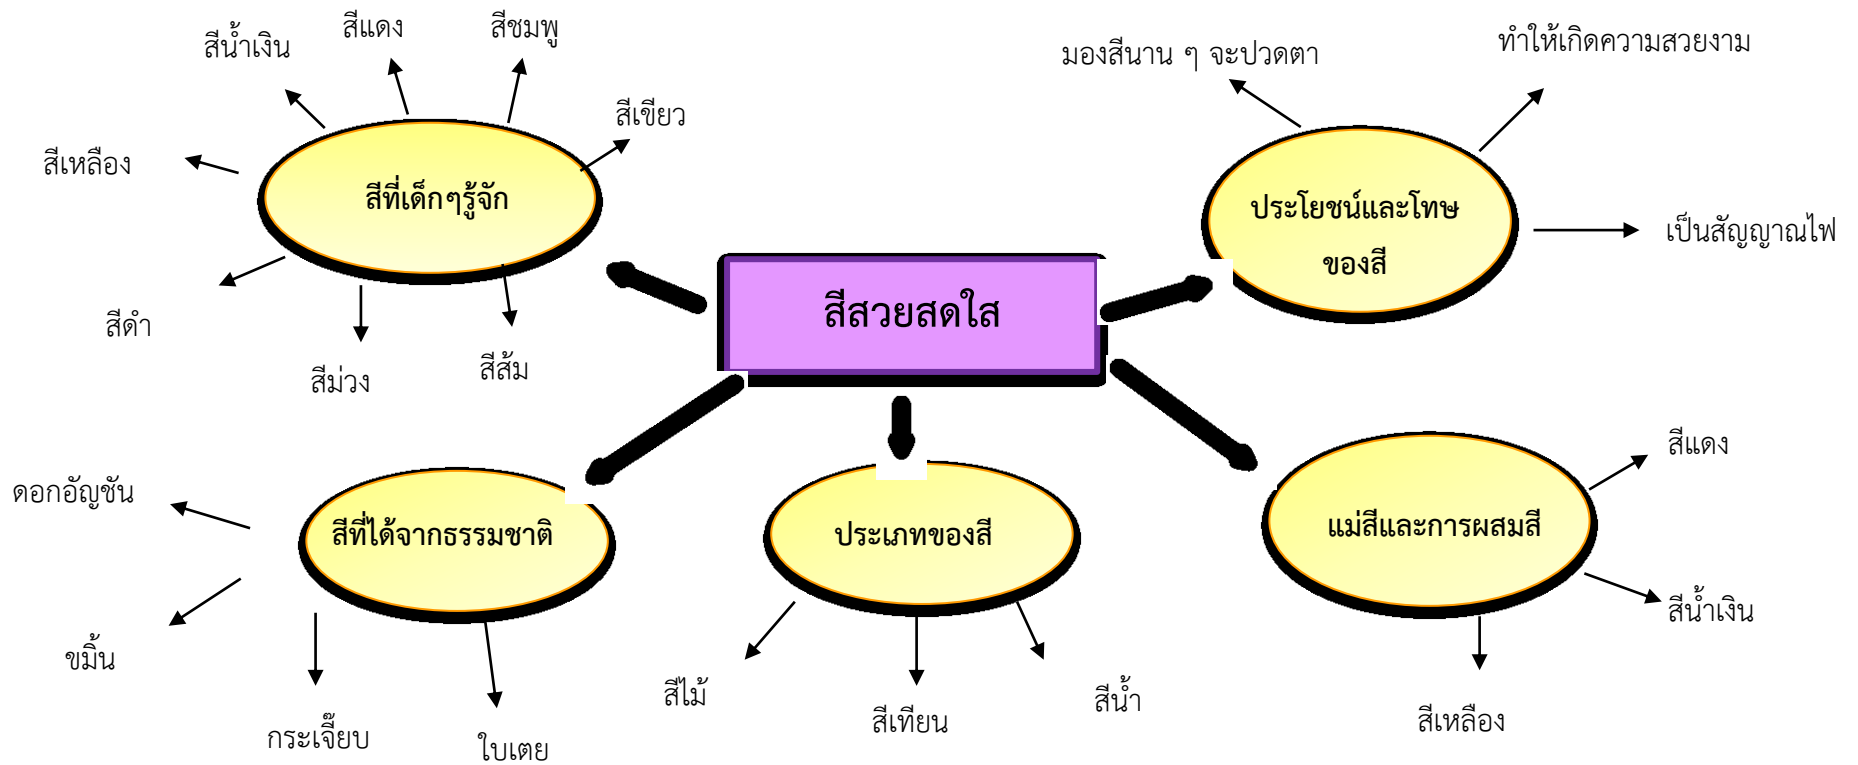 สีน้ำเงิน
สีแดง
สีชมพู
สีเขียว
สีเหลือง
สีที่เด็กๆรู้จัก
สีดำ
สีม่วง
สีส้ม
มองสีนาน ๆ จะปวดตา
ทำให้เกิดความสวยงาม
ประโยชน์และโทษ
ของสี
เป็นสัญญาณไฟ
สีสวยสดใส
ดอกอัญชัน
สีที่ได้จากธรรมชาติ
ขมิ้น
กระเจี๊ยบ
ใบเตย
ประเภทของสี
สีไม้
สีเทียน
สีน้ำ
แม่สีและการผสมสี
สีแดง
สีน้ำเงิน
สีเหลือง